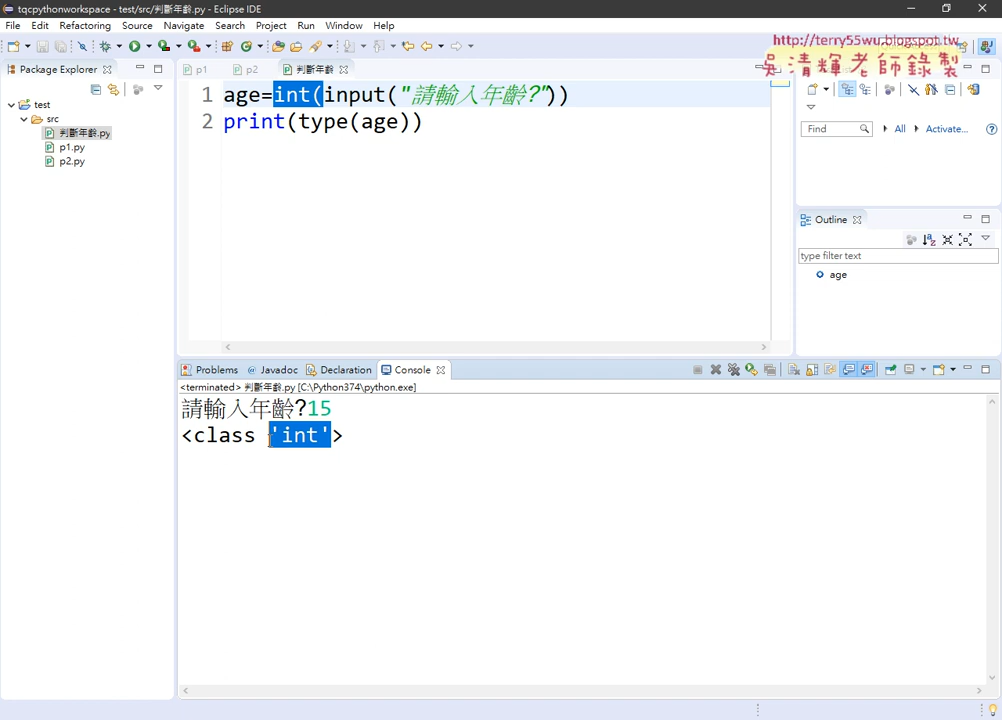 tqcpythonworkspace - test/src/判斷年齡.py - Eclipse IDE
File Edit Refactoring Source Navigate Search Project Run Window Help
http://terry55wu.blogspot.tw
吳清輝老師錄製
Package Explorer
p1 p2 判斷年齡
test
src
判斷年齡.py
p1.py
p2.py
1 age=int(input("請輸入年齡?"))
2 print(type(age))
Find All Activate...
Outline
type filter text
age
Problems Javadoc Declaration Console
<terminated> 判斷年齡.py [C:\Python374\python.exe]
請輸入年齡?15
<class 'int'>